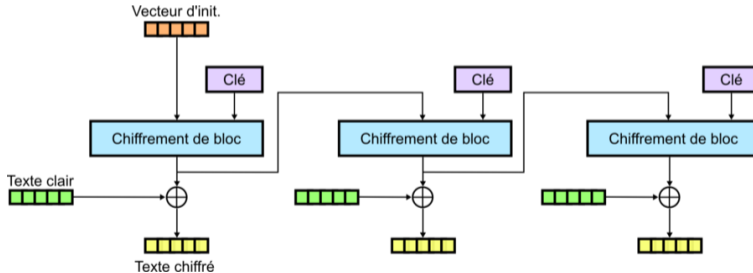 Vecteur d'init.
Clé
Clé
Clé
Chiffrement de bloc
Chiffrement de bloc
Chiffrement de bloc
Texte clair
Texte chiffré